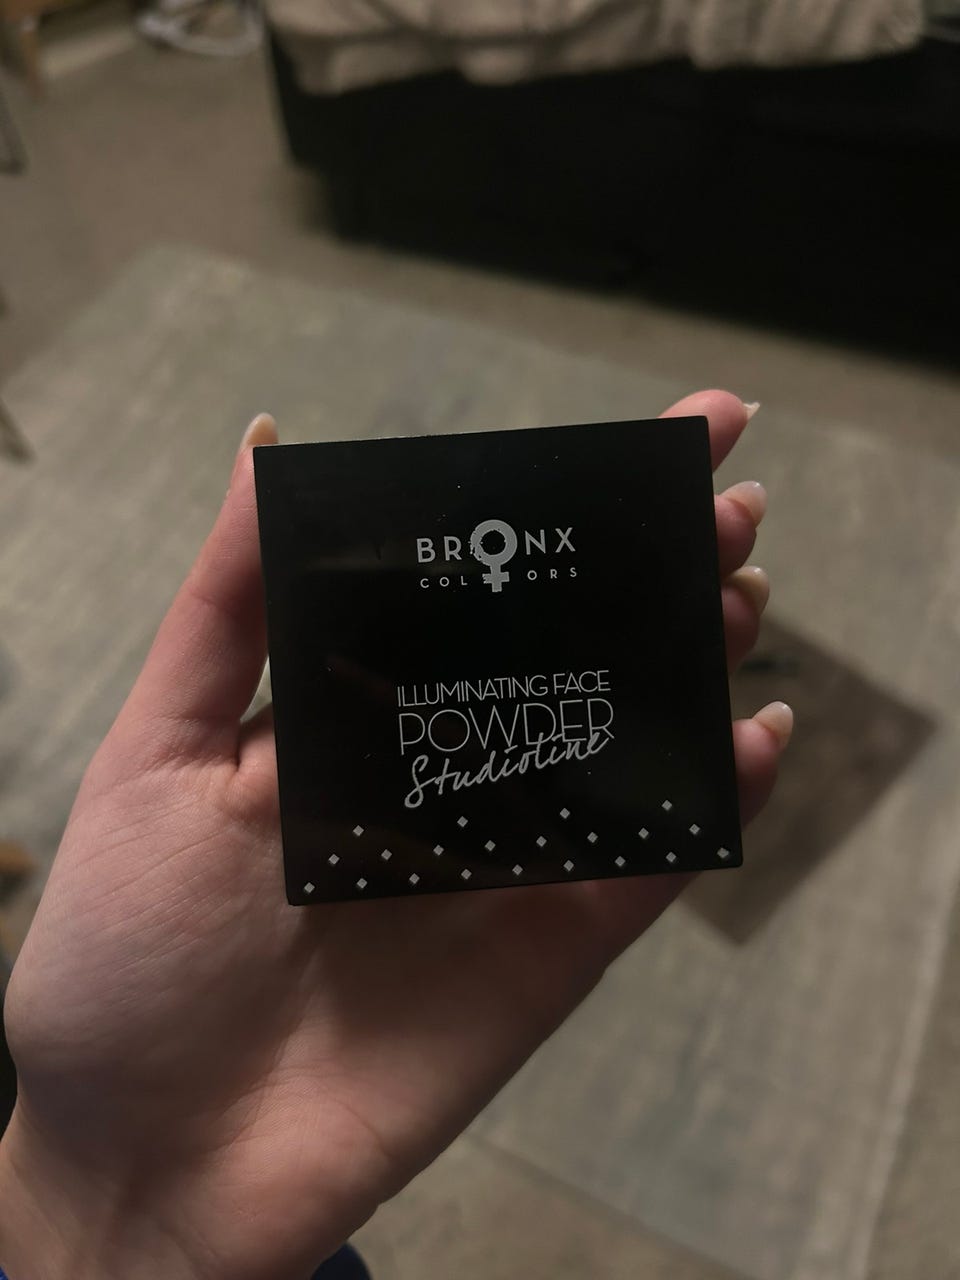 BRONX
COLORS
ILLUMINATING FACE
POWDER
Studioline